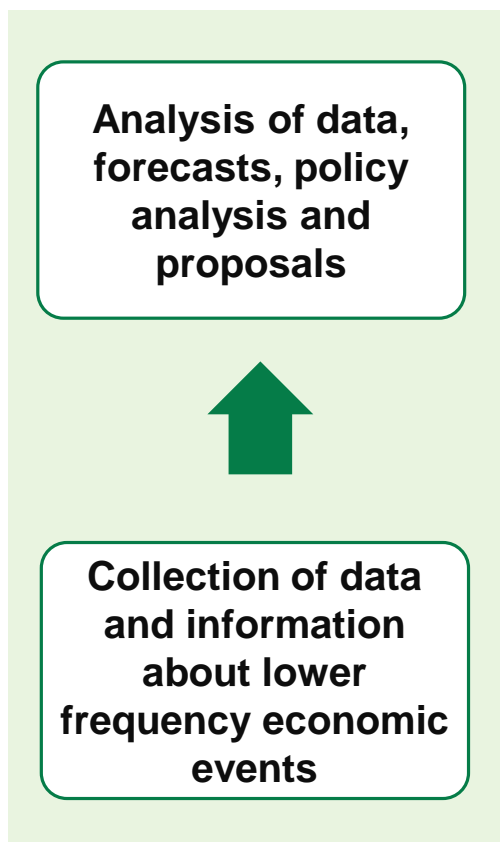 Analysis of data,
forecasts, policy
analysis and
proposals
Collection of data
and information
about lower
frequency economic
events